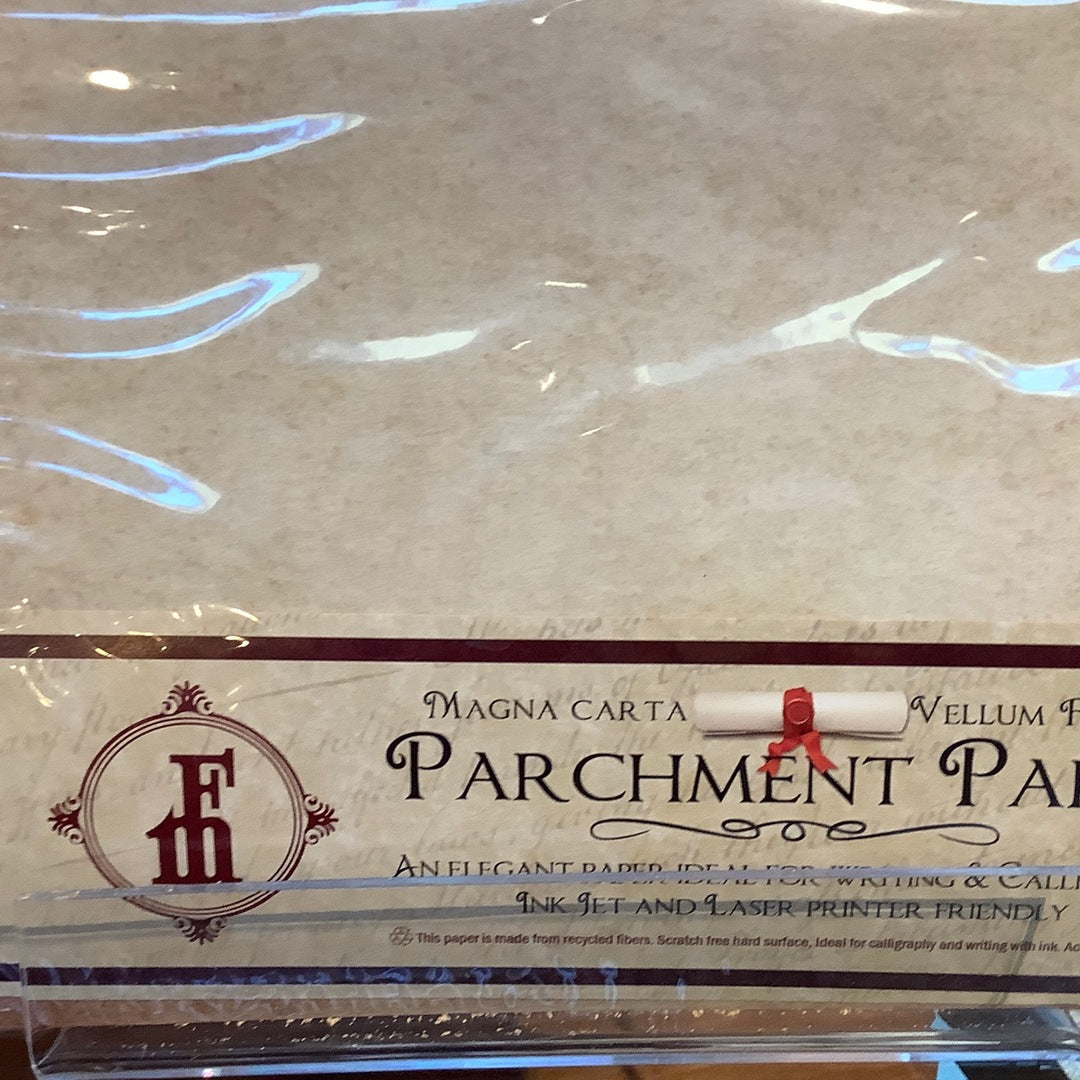 MAGNA CARTA VELLUM
PARCHMENT
AN ELEGANT PAPER IDEAL FOR WRITING &
INK JET AND LASER PRINTER FRIENDLY
This paper is made from recycled fibers. Scratch free hard surface, Ideal for calligraphy and writing with ink.